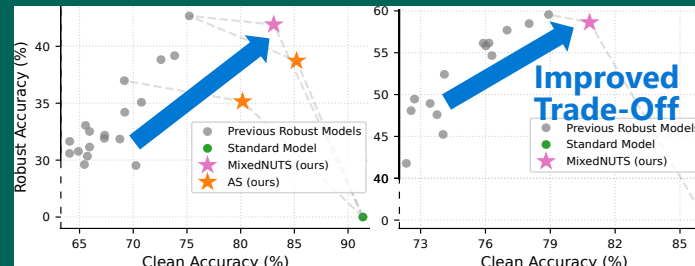 Robust Accuracy (%)
40
35
30
0
65
70
75
80
85
90
Clean Accuracy (%)
Previous Robust Models
Standard Model
MixedNUTS (ours)
AS (ours)
60
55
50
45
40
0
73
76
79
82
85
Clean Accuracy (%)
Improved
Trade-Off
Previous Robust Models
Standard Model
MixedNUTS (ours)